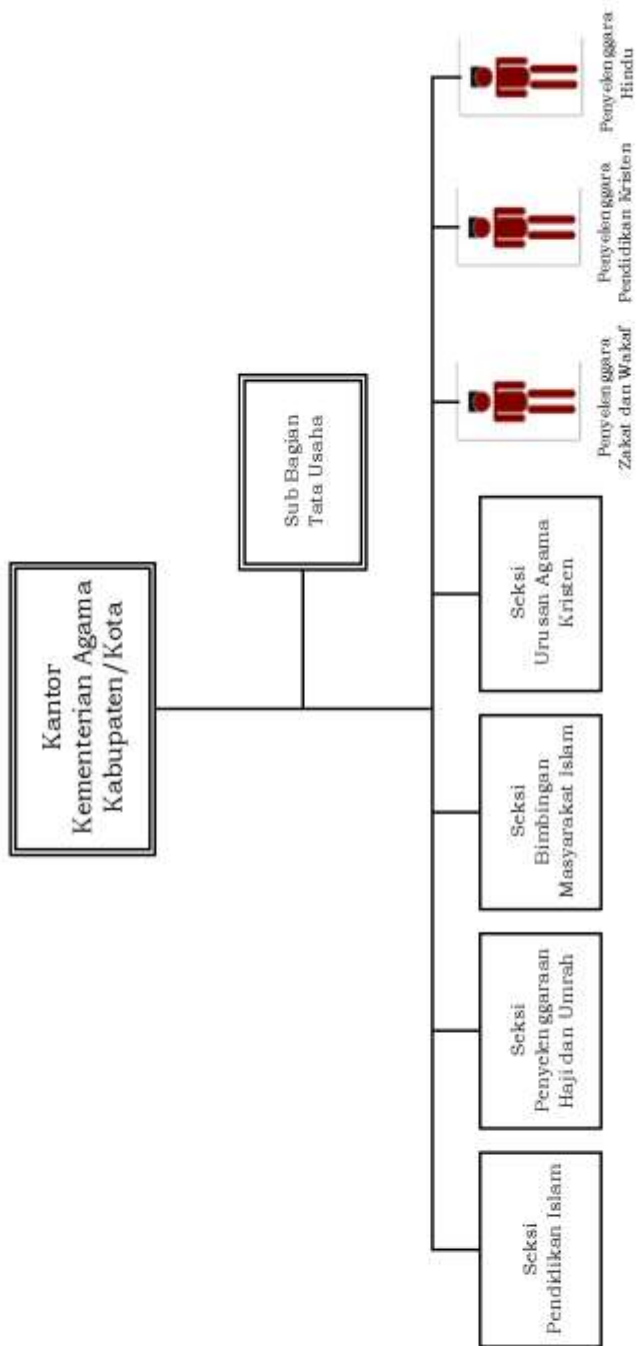 Kantor
Kementerian Agama
Kabupaten/Kota
Sub Bagian
Tata Usaha
Seksi
Pendidikan Islam
Seksi
Penyelenggaraan
Haji dan Umrah
Seksi
Bimbingan
Masyarakat Islam
Seksi
Urusan Agama
Kristen
Penyelenggara
Zakat dan Wakaf
Penyelenggara
Pendidikan Kristen
Penyelenggara
Hindu